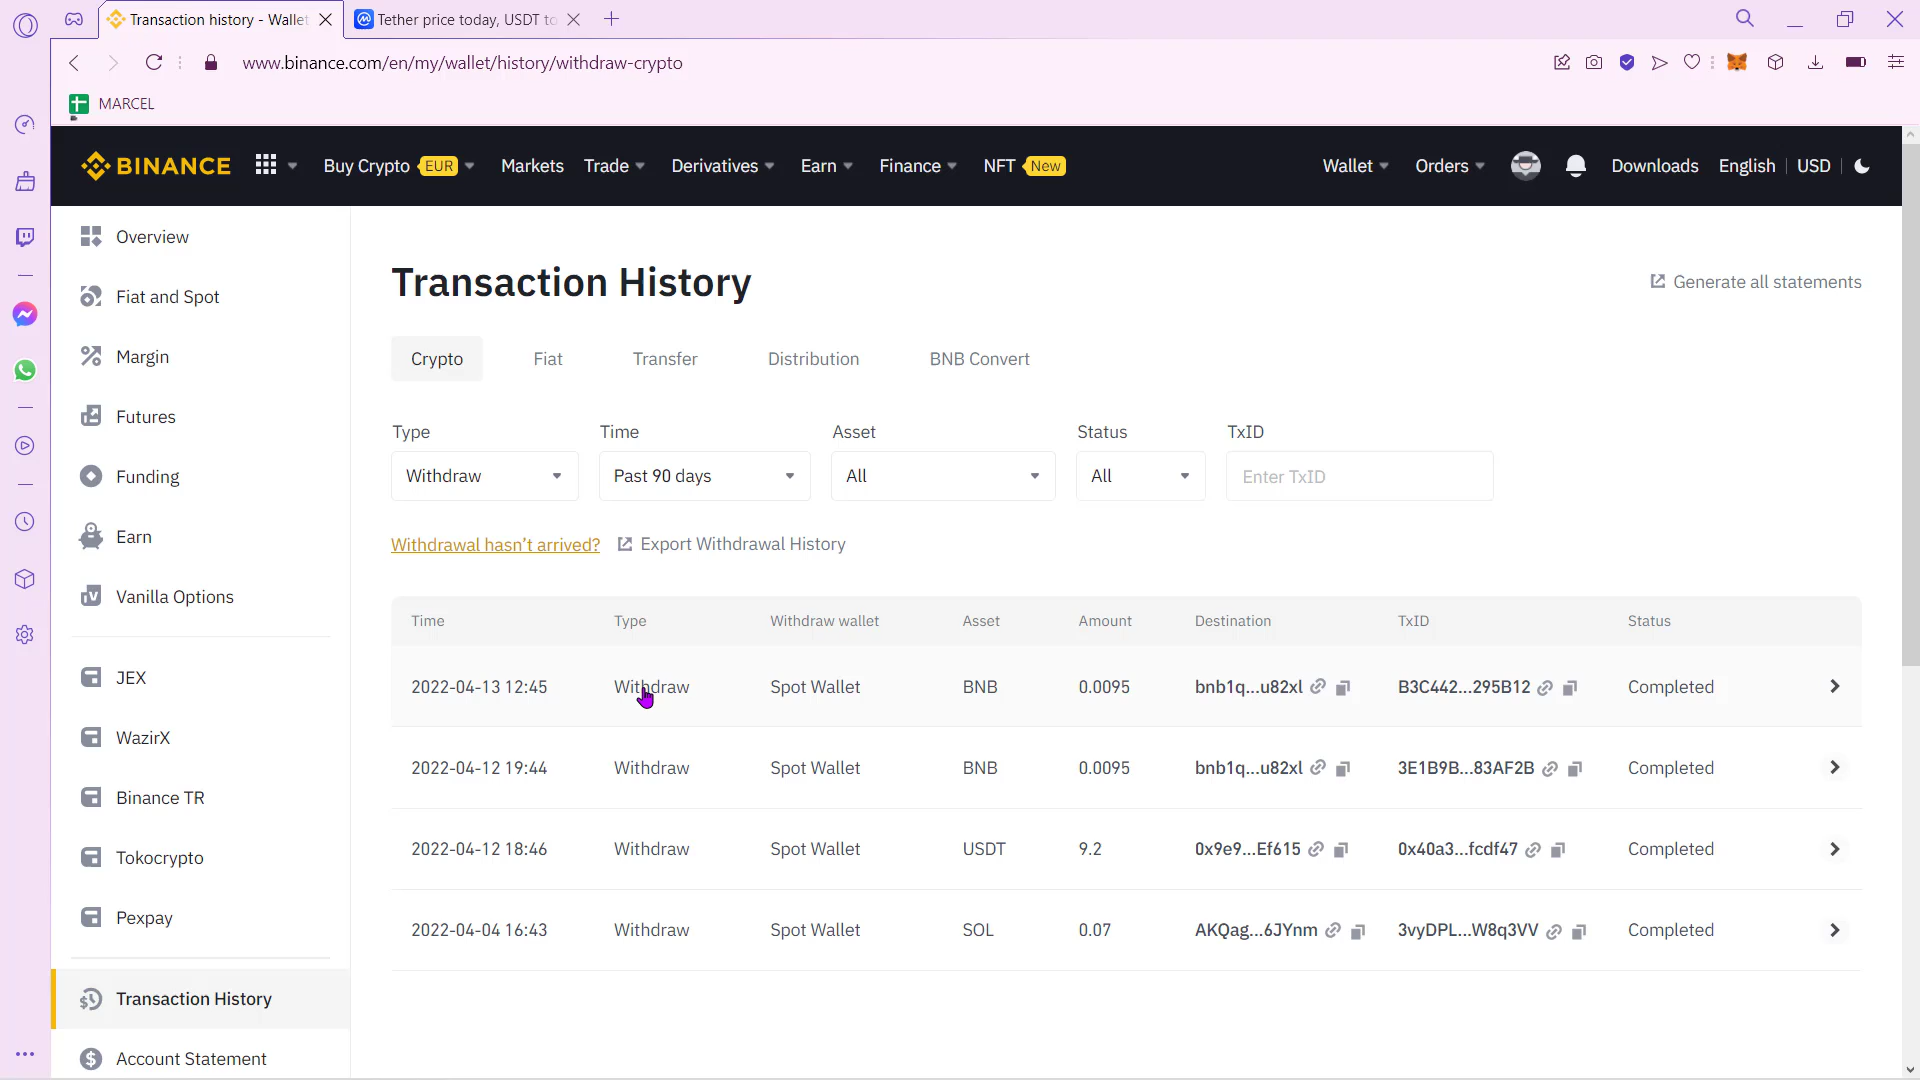 Transaction history - Wallet
Tether price today, USDT to
www.binance.com/en/my/wallet/history/withdraw-crypto
MARCEL
BINANCE
Buy Crypto EUR
Markets
Trade
Derivatives
Earn
Finance
NFT New
Wallet
Orders
Downloads
English
USD
Overview
Fiat and Spot
Margin
Futures
Funding
Earn
Vanilla Options
JEX
WazirX
Binance TR
Tokocrypto
Pexpay
Transaction History
Account Statement
Transaction History
Generate all statements
Crypto Fiat Transfer Distribution BNB Convert
Type Time Asset Status TxID
Withdraw Past 90 days All All Enter TxID
Withdrawal hasn't arrived? Export Withdrawal History
Time Type Withdraw wallet Asset Amount Destination TxID Status
2022-04-13 12:45 Withdraw Spot Wallet BNB 0.0095 bnb1q...u82xl B3C442...295B12 Completed
2022-04-12 19:44 Withdraw Spot Wallet BNB 0.0095 bnb1q...u82xl 3E1B9B...83AF2B Completed
2022-04-12 18:46 Withdraw Spot Wallet USDT 9.2 0x9e9...Ef615 0x40a3...fcdf47 Completed
2022-04-04 16:43 Withdraw Spot Wallet SOL 0.07 AKQag...6JYnm 3vyDPL...W8q3VV Completed